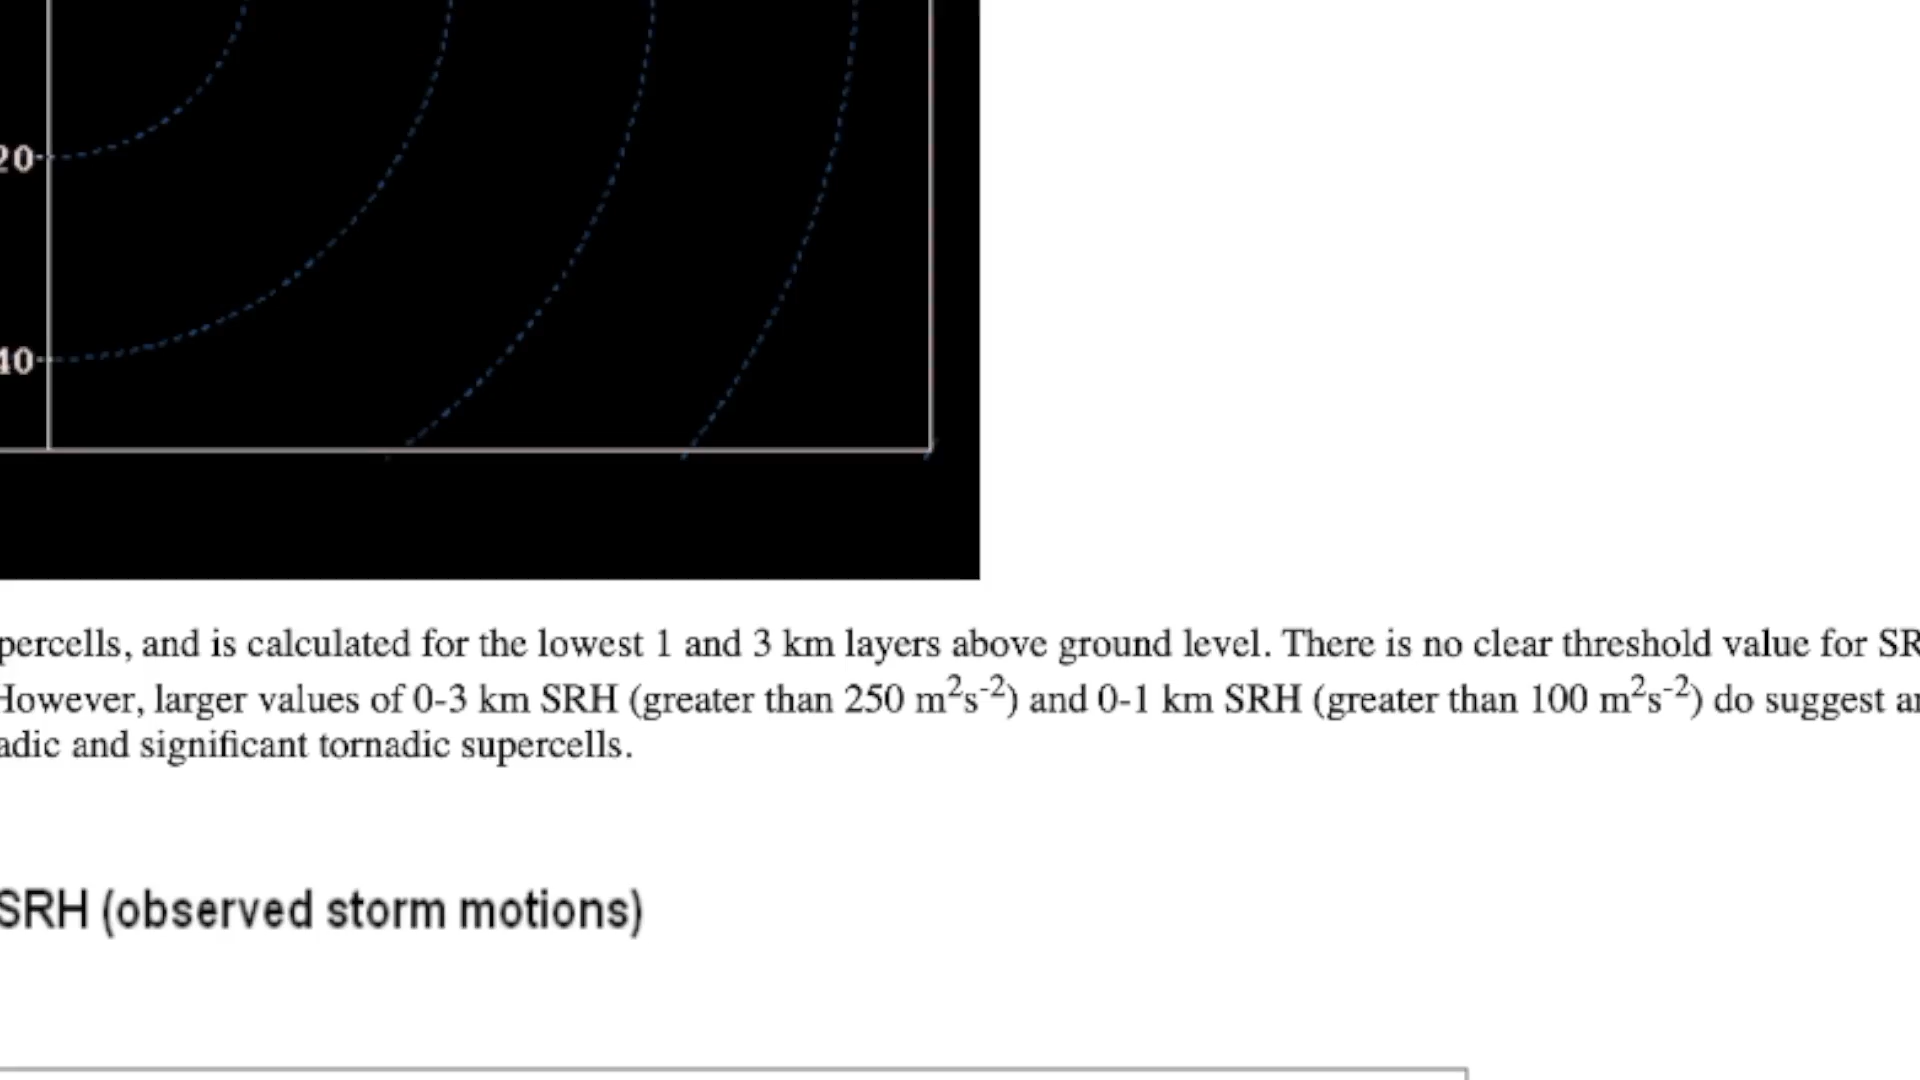 20
40
percells, and is calculated for the lowest 1 and 3 km layers above ground level. There is no clear threshold value for SR
However, larger values of 0-3 km SRH (greater than 250 m²s⁻²) and 0-1 km SRH (greater than 100 m²s⁻²) do suggest an
adic and significant tornadic supercells.
SRH (observed storm motions)